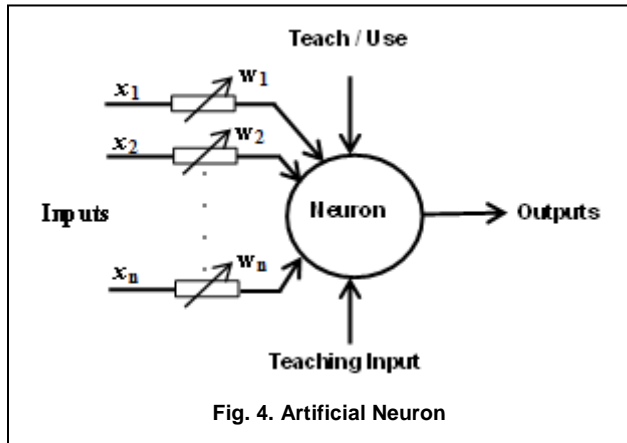 Teach / Use
x1 w1
x2 w2
Inputs
Neuron
Outputs
xn wn
Teaching Input
Fig. 4. Artificial Neuron